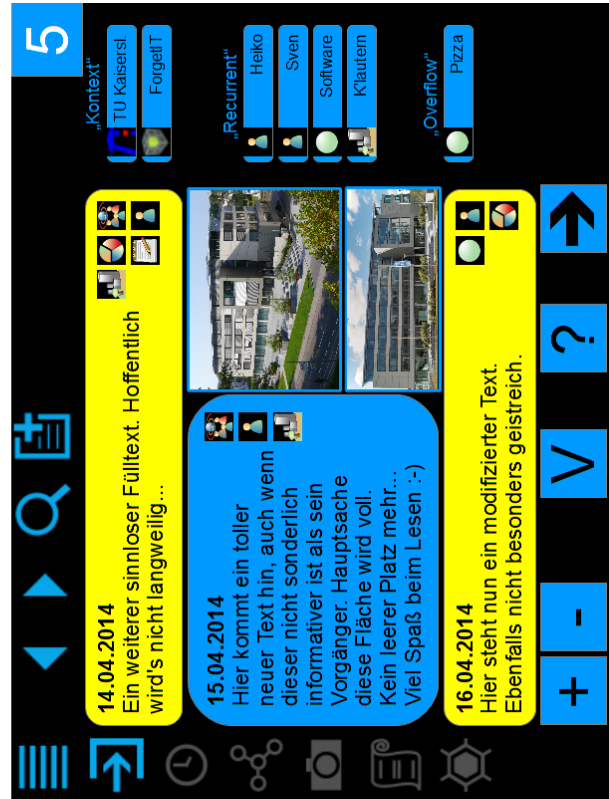 5
14.04.2014
Ein weiterer sinnloser Fülltext. Hoffentlich
wird's nicht langweilig...
15.04.2014
Hier kommt ein toller
neuer Text hin, auch wenn
dieser nicht sonderlich
informativer ist als sein
Vorgänger. Hauptsache
diese Fläche wird voll.
Kein leerer Platz mehr...
Viel Spaß beim Lesen :-)
16.04.2014
Hier steht nun ein modifizierter Text.
Ebenfalls nicht besonders geistreich.
„Kontext“
TU Kaisersl.
ForgetIT
„Recurrent“
Heiko
Sven
Software
K'lautern
„Overflow“
Pizza
+ - V ?